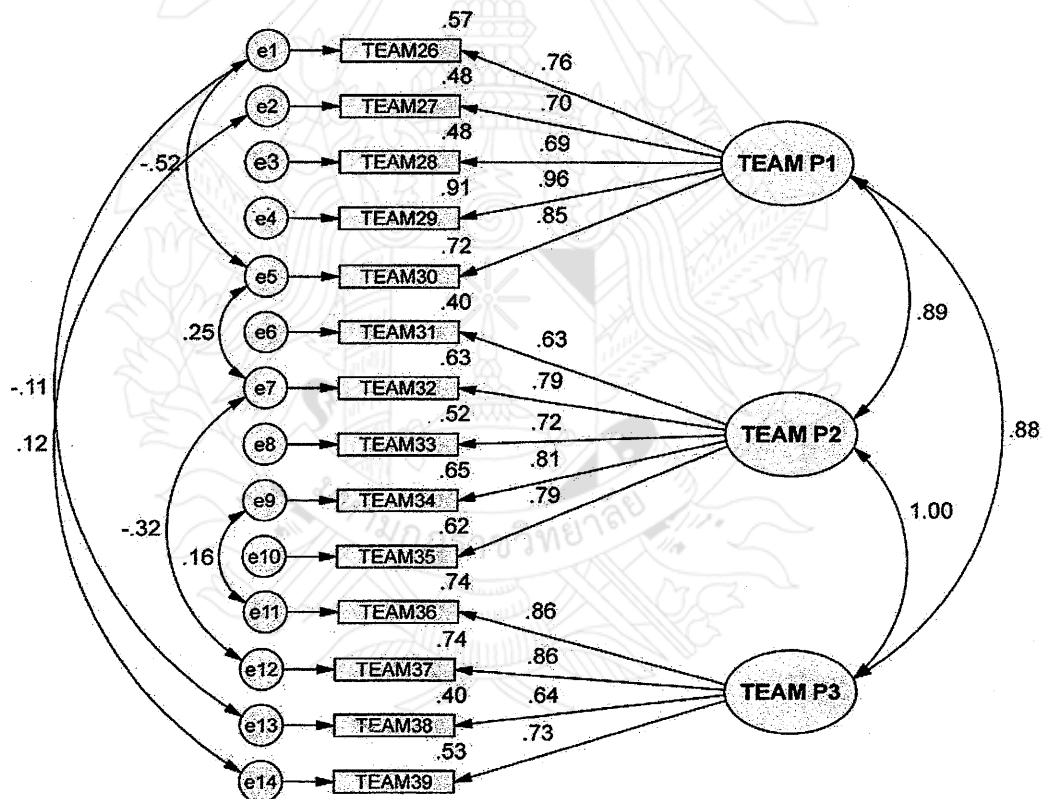 .57
e1 TEAM26 .76
.48
e2 TEAM27 .70
.48
e3 TEAM28 .69
TEAM P1
-.52
.91
e4 TEAM29 .96
.72
e5 TEAM30 .85
.40
.25 e6 TEAM31 .63
.89
.63
-.11
e7 TEAM32 .79
.52
.12
e8 TEAM33 .72
TEAM P2
.88
.65
e9 TEAM34 .81
.62
-.32
.16
e10 TEAM35 .79
1.00
.74
e11 TEAM36 .86
.74
e12 TEAM37 .86
TEAM P3
.40
e13 TEAM38 .64
.53
e14 TEAM39 .73